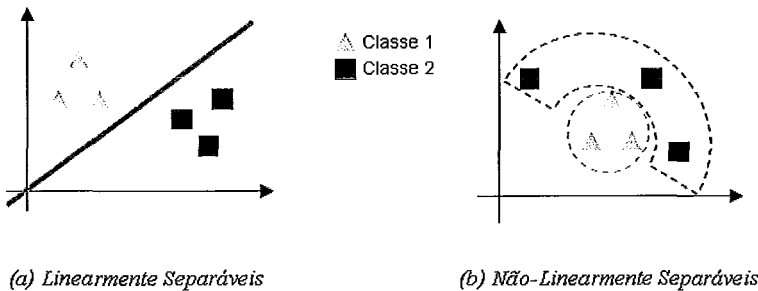 Classe 1
Classe 2
(a) Linearmente Separáveis
(b) Não-Linearmente Separáveis